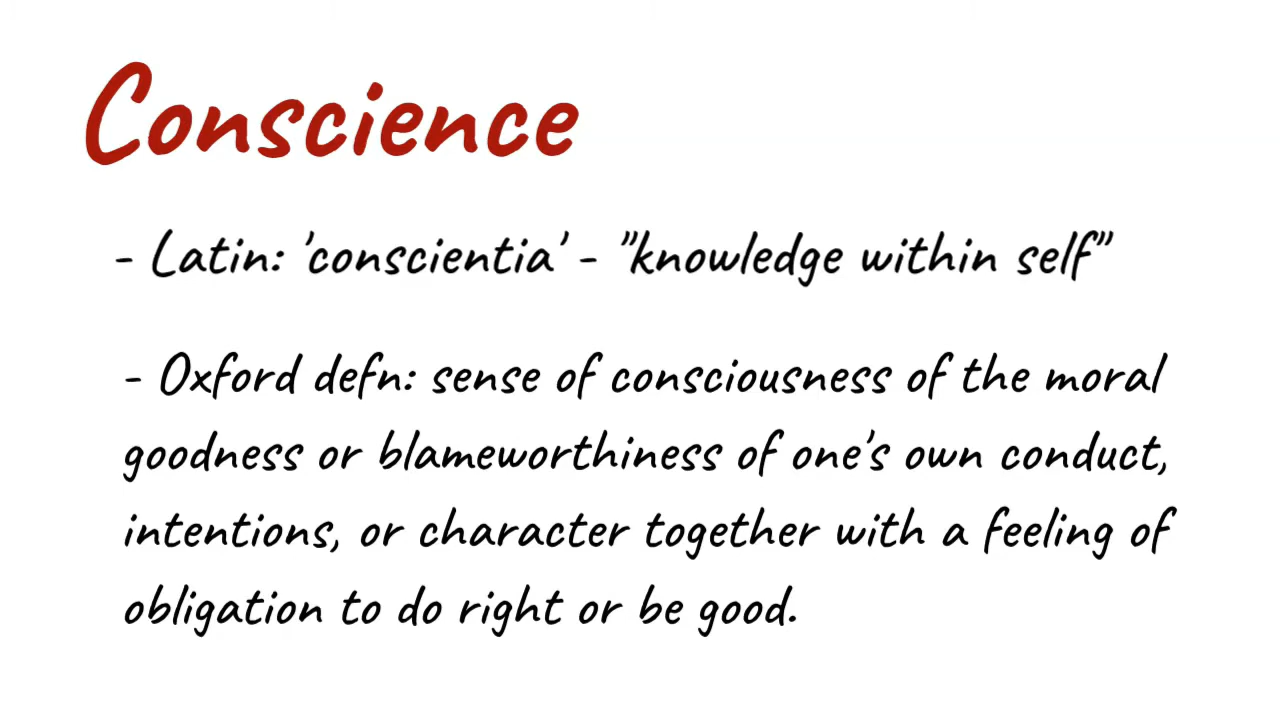 Conscience
- Latin: 'conscientia' - "knowledge within self"
- Oxford defn: sense of consciousness of the moral
goodness or blameworthiness of one's own conduct,
intentions, or character together with a feeling of
obligation to do right or be good.